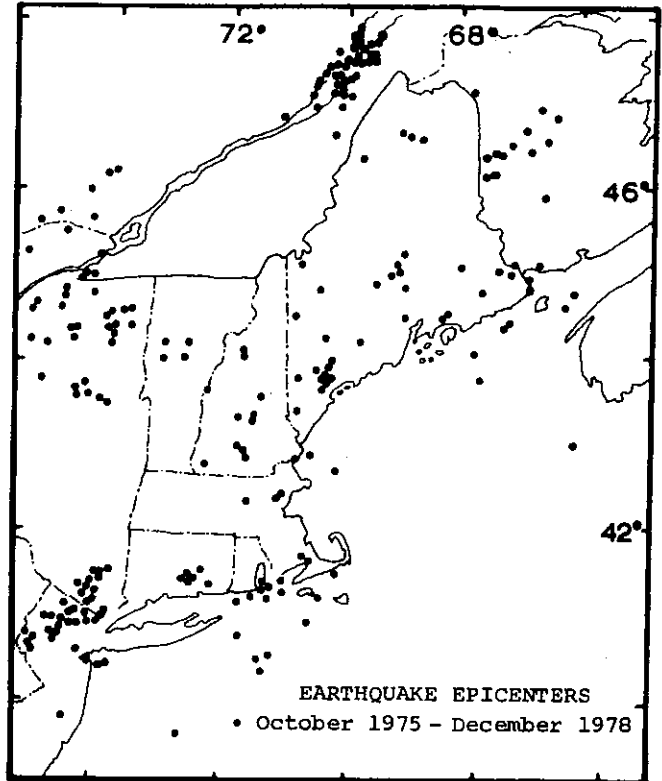 72° 68°
46°
42°
EARTHQUAKE EPICENTERS
• October 1975 – December 1978